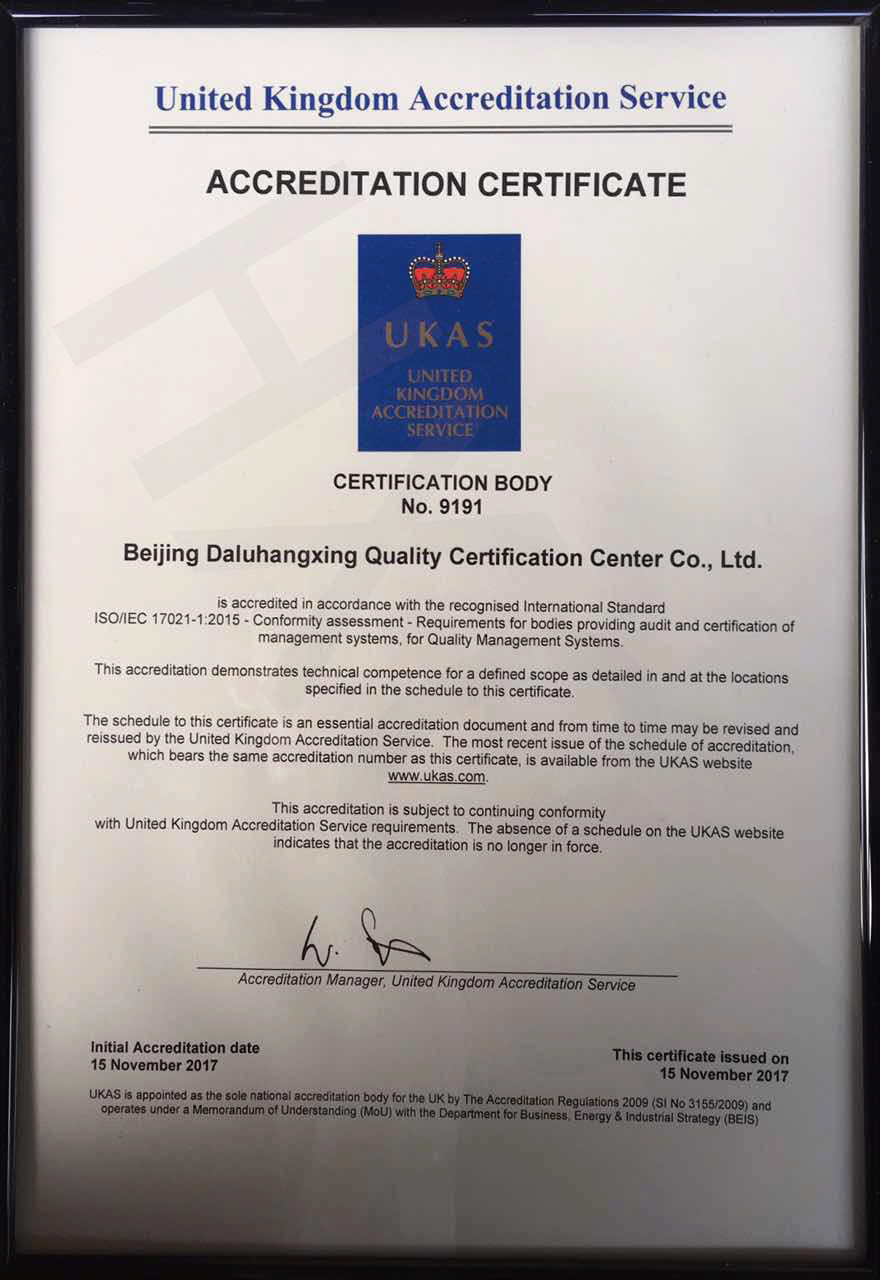 United Kingdom Accreditation Service
ACCREDITATION CERTIFICATE
UKAS
UNITED
KINGDOM
ACCREDITATION
SERVICE
CERTIFICATION BODY
No. 9191
Beijing Daluhangxing Quality Certification Center Co., Ltd.
is accredited in accordance with the recognised International Standard
ISO/IEC 17021-1:2015 - Conformity assessment - Requirements for bodies providing audit and certification of
management systems, for Quality Management Systems.
This accreditation demonstrates technical competence for a defined scope as detailed in and at the locations
specified in the schedule to this certificate.
The schedule to this certificate is an essential accreditation document and from time to time may be revised and
reissued by the United Kingdom Accreditation Service. The most recent issue of the schedule of accreditation,
which bears the same accreditation number as this certificate, is available from the UKAS website
www.ukas.com.
This accreditation is subject to continuing conformity
with United Kingdom Accreditation Service requirements. The absence of a schedule on the UKAS website
indicates that the accreditation is no longer in force.
Accreditation Manager, United Kingdom Accreditation Service
Initial Accreditation date
15 November 2017
This certificate issued on
15 November 2017
UKAS is appointed as the sole national accreditation body for the UK by The Accreditation Regulations 2009 (SI No 3155/2009) and
operates under a Memorandum of Understanding (MoU) with the Department for Business, Energy & Industrial Strategy (BEIS)